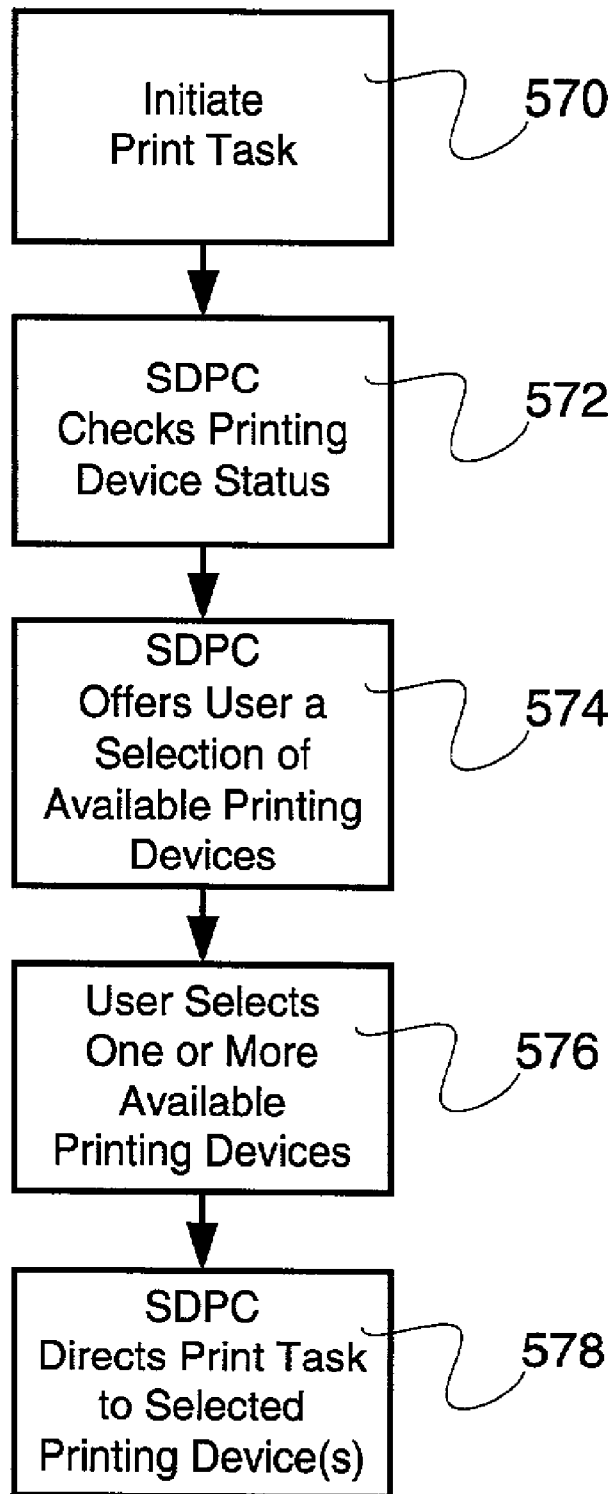 Initiate
Print Task
570
SDPC
Checks Printing
Device Status
572
SDPC
Offers User a
Selection of
Available Printing
Devices
574
User Selects
One or More
Available
Printing Devices
576
SDPC
Directs Print Task
to Selected
Printing Device(s)
578